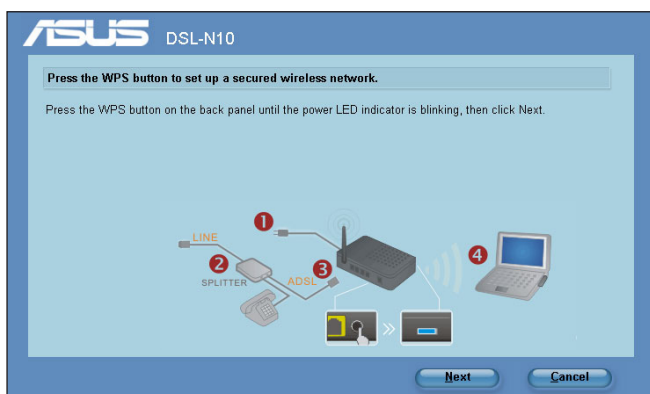 ASUS DSL-N10
Press the WPS button to set up a secured wireless network.
Press the WPS button on the back panel until the power LED indicator is blinking, then click Next.
1
LINE
2
3
4
SPLITTER
ADSL
Next
Cancel